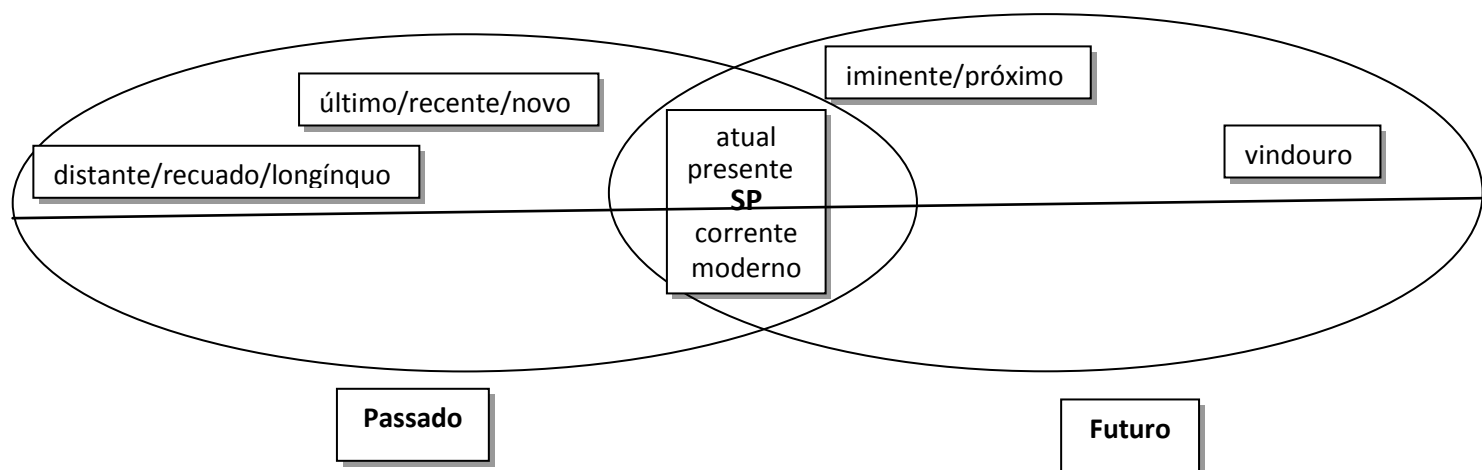 iminente/próximo
último/recente/novo
distante/recuado/longínquo
atual
presente
SP
corrente
moderno
vindouro
Passado
Futuro